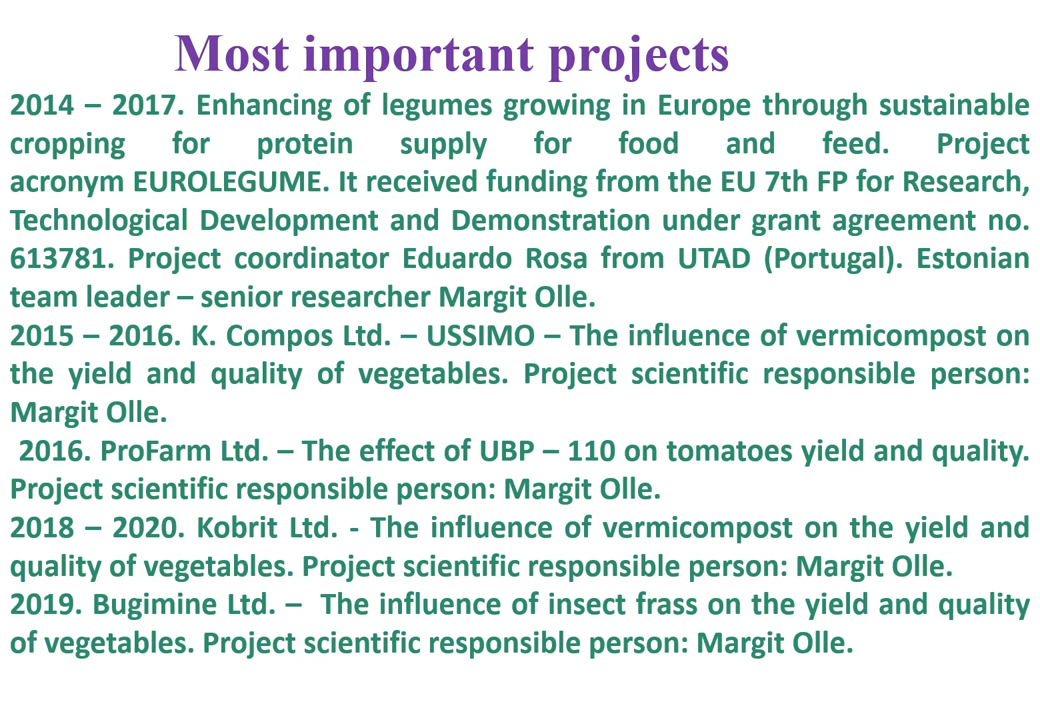 Most important projects
2014 – 2017. Enhancing of legumes growing in Europe through sustainable
cropping for protein supply for food and feed. Project
acronym EUROLEGUME. It received funding from the EU 7th FP for Research,
Technological Development and Demonstration under grant agreement no.
613781. Project coordinator Eduardo Rosa from UTAD (Portugal). Estonian
team leader – senior researcher Margit Olle.
2015 – 2016. K. Compos Ltd. – USSIMO – The influence of vermicompost on
the yield and quality of vegetables. Project scientific responsible person:
Margit Olle.
2016. ProFarm Ltd. – The effect of UBP – 110 on tomatoes yield and quality.
Project scientific responsible person: Margit Olle.
2018 – 2020. Kobrit Ltd. - The influence of vermicompost on the yield and
quality of vegetables. Project scientific responsible person: Margit Olle.
2019. Bugimine Ltd. – The influence of insect frass on the yield and quality
of vegetables. Project scientific responsible person: Margit Olle.